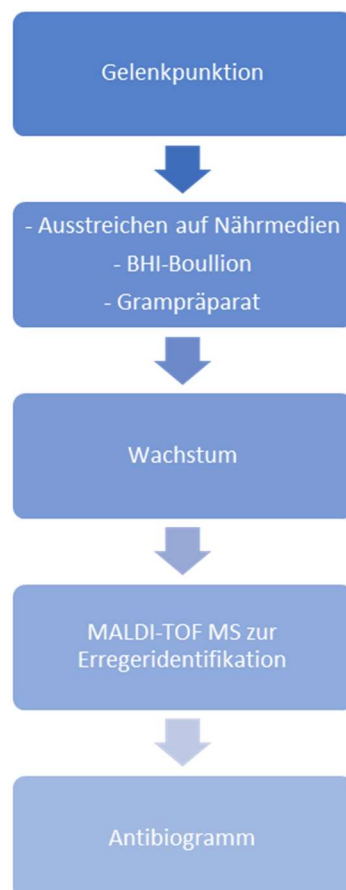 Gelenkpunktion
- Ausstreichen auf Nährmedien
- BHI-Boullion
- Grampräparat
Wachstum
MALDI-TOF MS zur
Erregeridentifikation
Antibiogramm